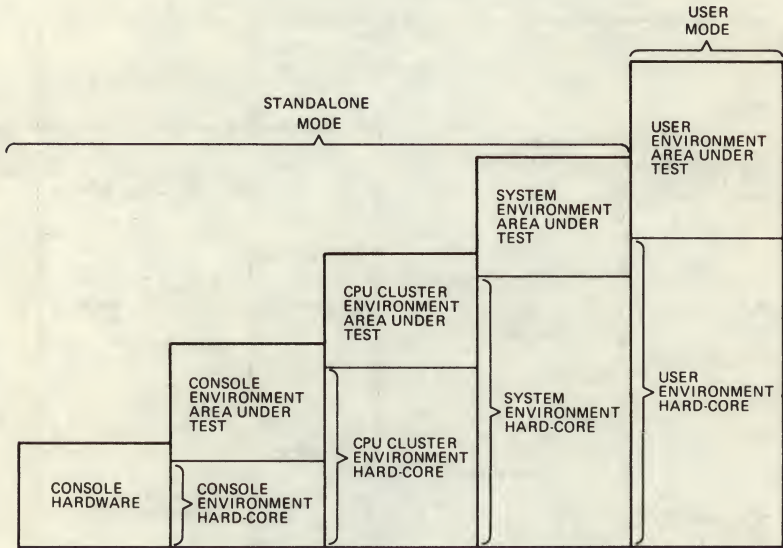 USER
MODE
STANDALONE
MODE
USER
ENVIRONMENT
AREA UNDER
TEST
SYSTEM
ENVIRONMENT
AREA UNDER
TEST
CPU CLUSTER
ENVIRONMENT
AREA UNDER
TEST
CONSOLE
ENVIRONMENT
AREA UNDER
TEST
CONSOLE
HARDWARE
CONSOLE
ENVIRONMENT
HARD-CORE
CPU CLUSTER
ENVIRONMENT
HARD-CORE
SYSTEM
ENVIRONMENT
HARD-CORE
USER
ENVIRONMENT
HARD-CORE